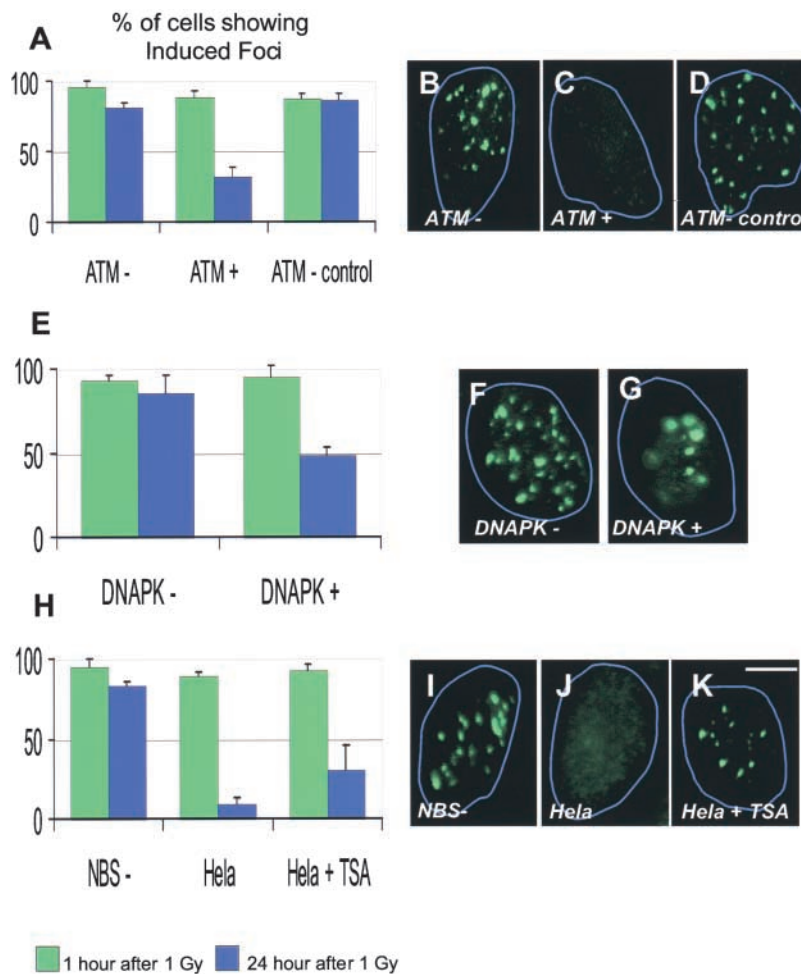 % of cells showing
Induced Foci
A
100
50
0
ATM - ATM + ATM - control
B C D
ATM - ATM + ATM- control
E
100
50
0
DNAPK - DNAPK +
F G
DNAPK - DNAPK +
H
100
50
0
NBS - Hela Hela + TSA
I J K
NBS- Hela Hela + TSA
1 hour after 1 Gy 24 hour after 1 Gy